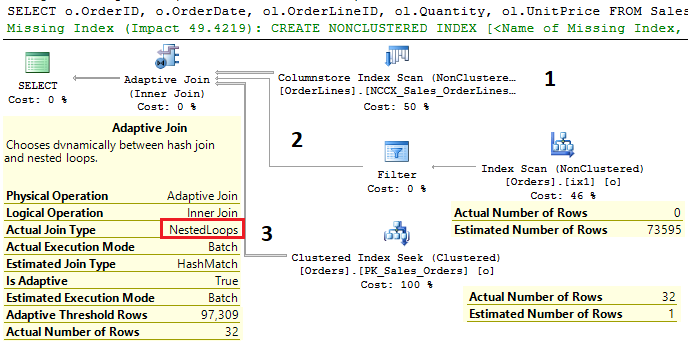 SELECT o.OrderID, o.OrderDate, ol.OrderLineID, ol.Quantity, ol.UnitPrice FROM Sales
Missing Index (Impact 49.4219): CREATE NONCLUSTERED INDEX [<Name of Missing Index,
SELECT
Cost: 0 %
Adaptive Join
(Inner Join)
Cost: 0 %
Columnstore Index Scan (NonClustere…
[OrderLines].[NCCX_Sales_OrderLines…
Cost: 50 %
1
2
Filter
Cost: 0 %
Index Scan (NonClustered)
[Orders].[ix1] [o]
Cost: 46 %
Actual Number of Rows 0
Estimated Number of Rows 73595
3
Clustered Index Seek (Clustered)
[Orders].[PK_Sales_Orders] [o]
Cost: 100 %
Actual Number of Rows 32
Estimated Number of Rows 1
Adaptive Join
Chooses dynamically between hash join
and nested loops.
Physical Operation Adaptive Join
Logical Operation Inner Join
Actual Join Type NestedLoops
Actual Execution Mode Batch
Estimated Join Type HashMatch
Is Adaptive True
Estimated Execution Mode Batch
Adaptive Threshold Rows 97,309
Actual Number of Rows 32